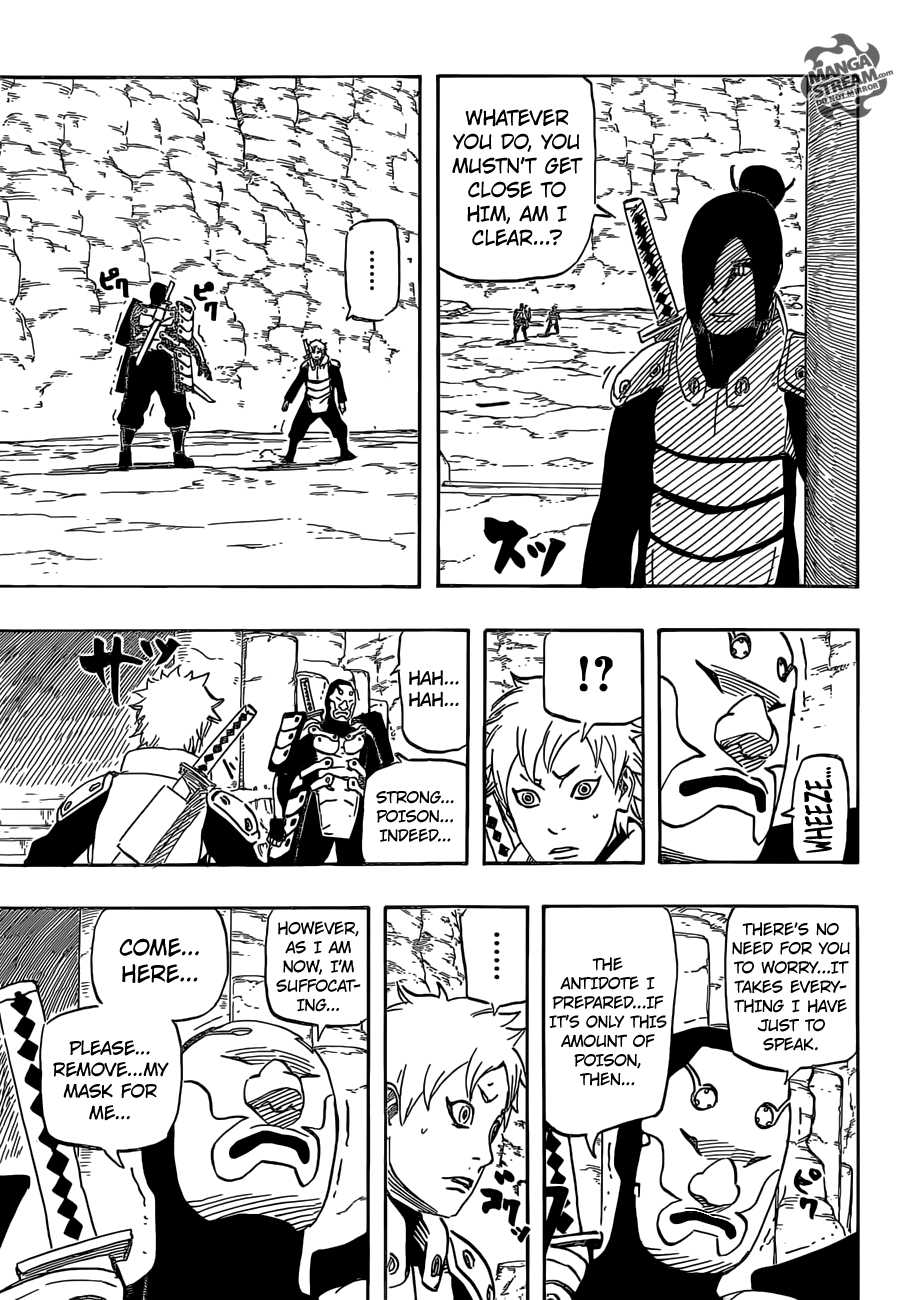 MANGA
STREAM.com
DO NOT MIRROR
WHATEVER
YOU DO, YOU
MUSTN'T GET
CLOSE TO
HIM, AM I
CLEAR...?
スッ
......
ピク
ピク
WHEEZE...
!?
HAH...
HAH...
STRONG...
POISON...
INDEED...
サッ
THERE'S NO
NEED FOR YOU
TO WORRY...IT
TAKES EVERY-
THING I HAVE
JUST TO
SPEAK.
THE
ANTIDOTE I
PREPARED...IF
IT'S ONLY THIS
AMOUNT OF
POISON,
THEN...
......
HOWEVER,
AS I AM
NOW, I'M
SUFFOCAT-
ING...
COME...
HERE...
PLEASE...
REMOVE...MY
MASK FOR
ME...